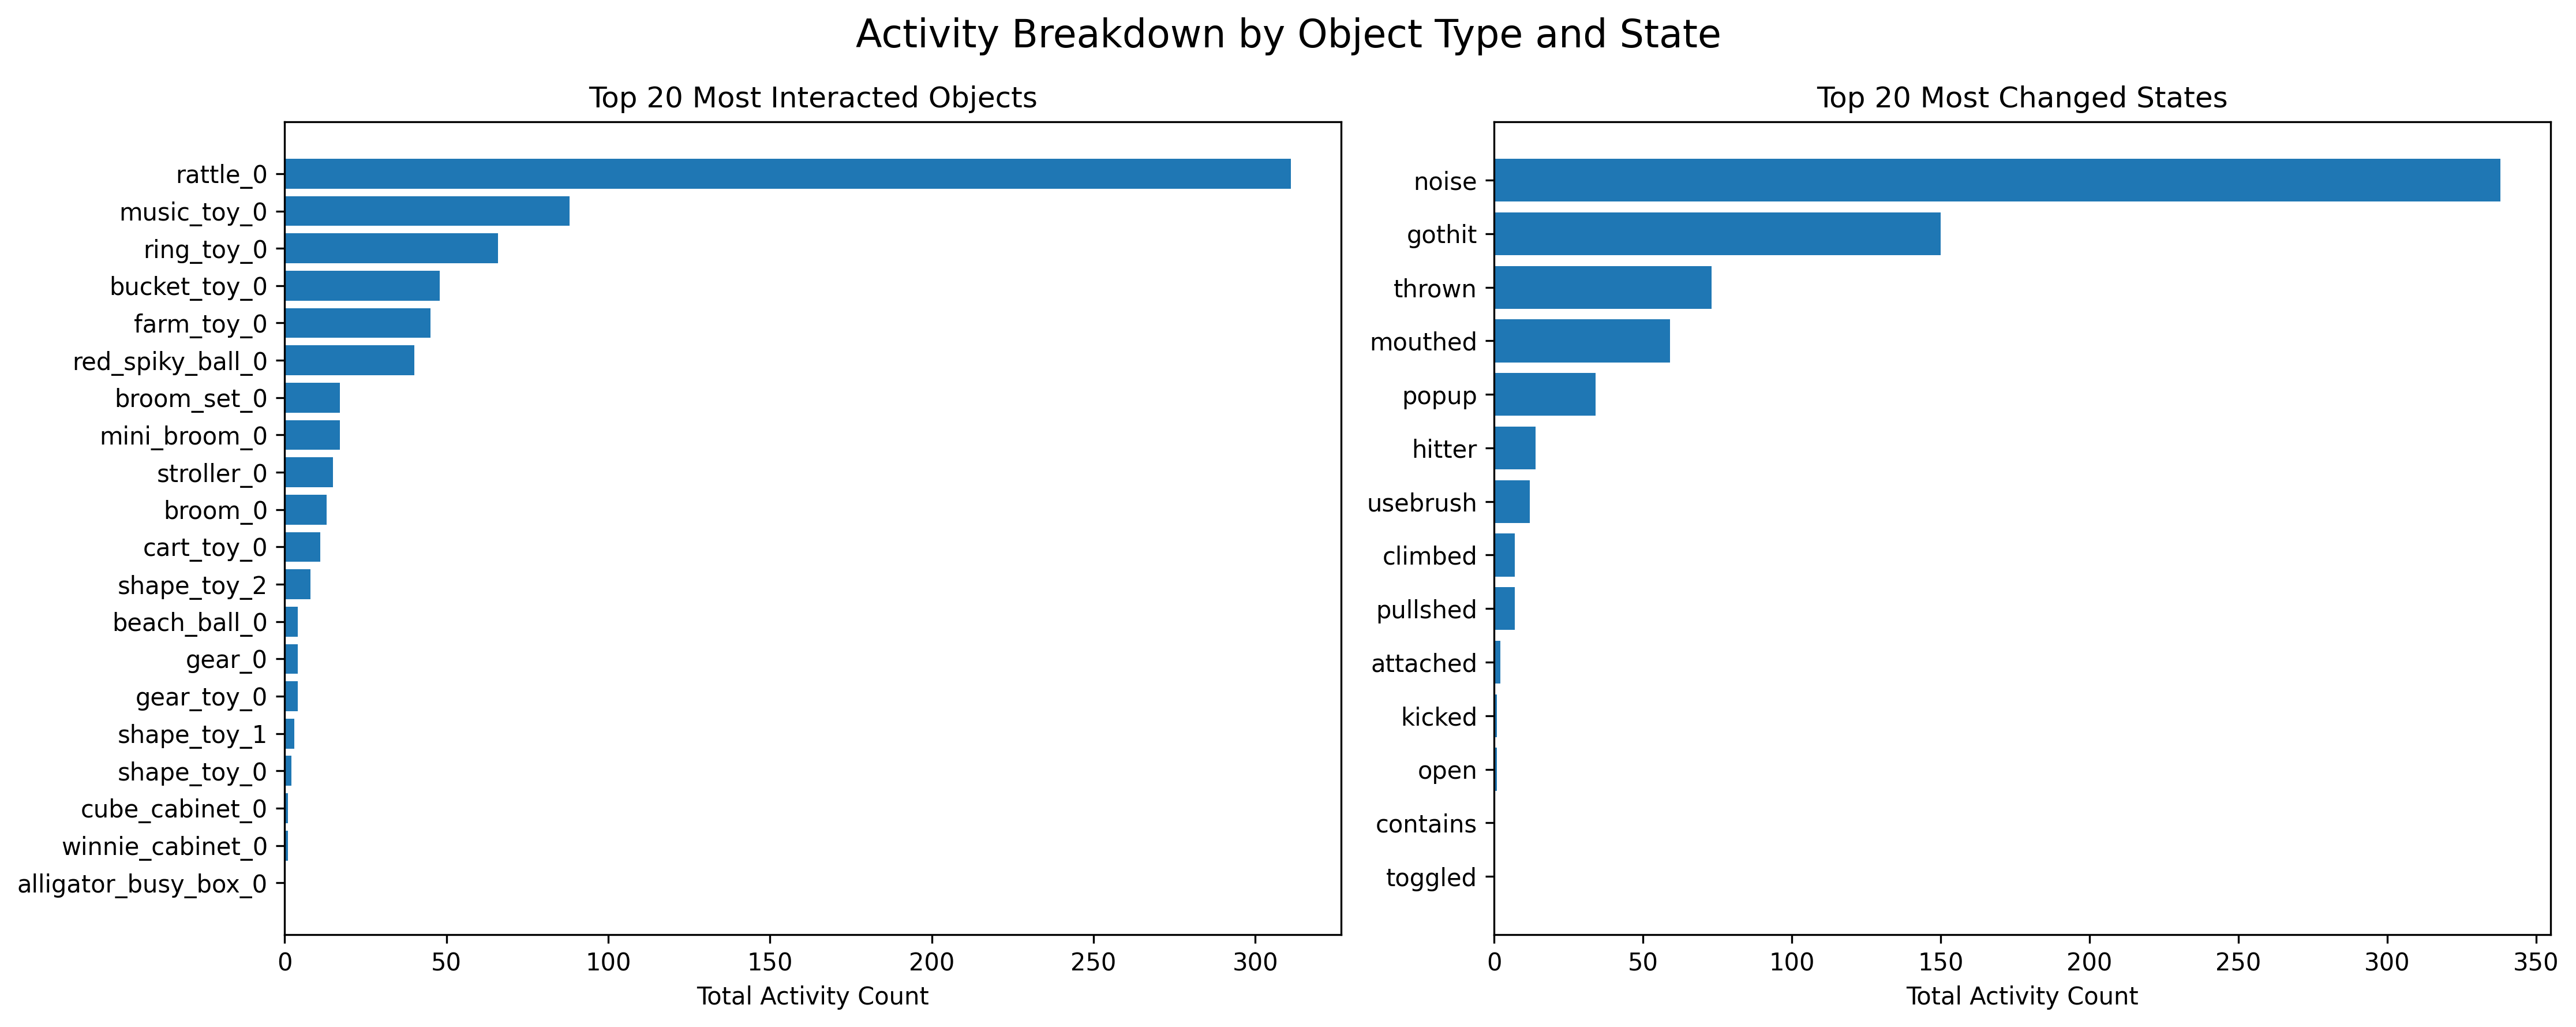 Activity Breakdown by Object Type and State
Top 20 Most Interacted Objects
rattle_0
music_toy_0
ring_toy_0
bucket_toy_0
farm_toy_0
red_spiky_ball_0
broom_set_0
mini_broom_0
stroller_0
broom_0
cart_toy_0
shape_toy_2
beach_ball_0
gear_0
gear_toy_0
shape_toy_1
shape_toy_0
cube_cabinet_0
winnie_cabinet_0
alligator_busy_box_0
0 50 100 150 200 250 300
Total Activity Count
Top 20 Most Changed States
noise
gothit
thrown
mouthed
popup
hitter
usebrush
climbed
pullshed
attached
kicked
open
contains
toggled
0 50 100 150 200 250 300 350
Total Activity Count